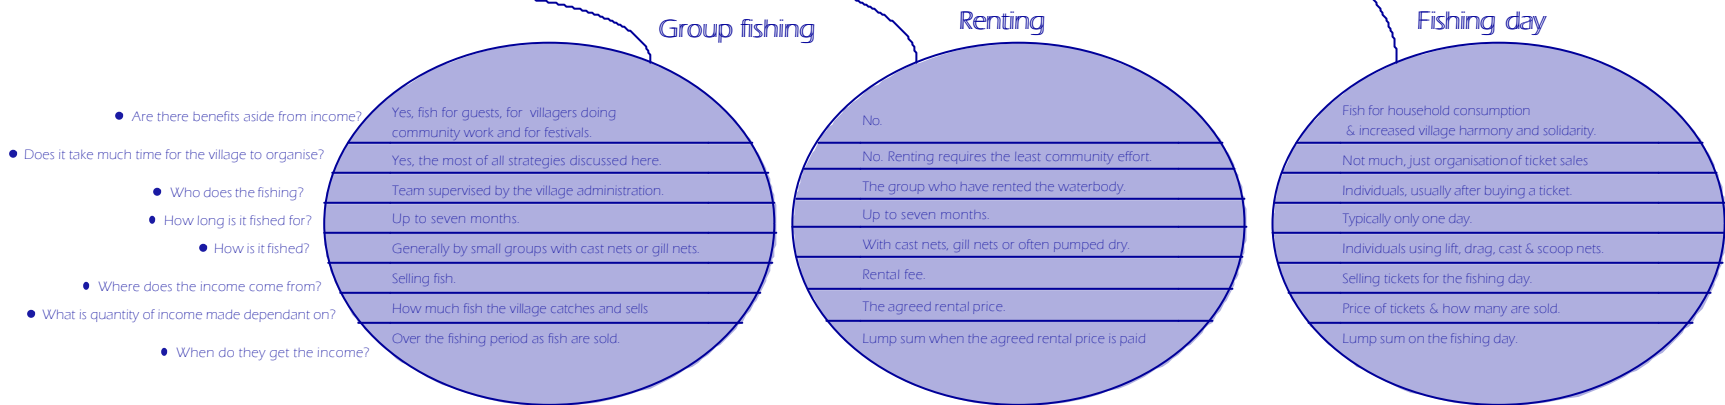 Group fishing
Renting
Fishing day
Are there benefits aside from income?
Does it take much time for the village to organise?
Who does the fishing?
How long is it fished for?
How is it fished?
Where does the income come from?
What is quantity of income made dependant on?
When do they get the income?
Yes, fish for guests, for villagers doing
community work and for festivals.
Yes, the most of all strategies discussed here.
Team supervised by the village administration.
Up to seven months.
Generally by small groups with cast nets or gill nets.
Selling fish.
How much fish the village catches and sells
Over the fishing period as fish are sold.
No.
No. Renting requires the least community effort.
The group who have rented the waterbody.
Up to seven months.
With cast nets, gill nets or often pumped dry.
Rental fee.
The agreed rental price.
Lump sum when the agreed rental price is paid
Fish for household consumption
& increased village harmony and solidarity.
Not much, just organisation of ticket sales
Individuals, usually after buying a ticket.
Typically only one day.
Individuals using lift, drag, cast & scoop nets.
Selling tickets for the fishing day.
Price of tickets & how many are sold.
Lump sum on the fishing day.